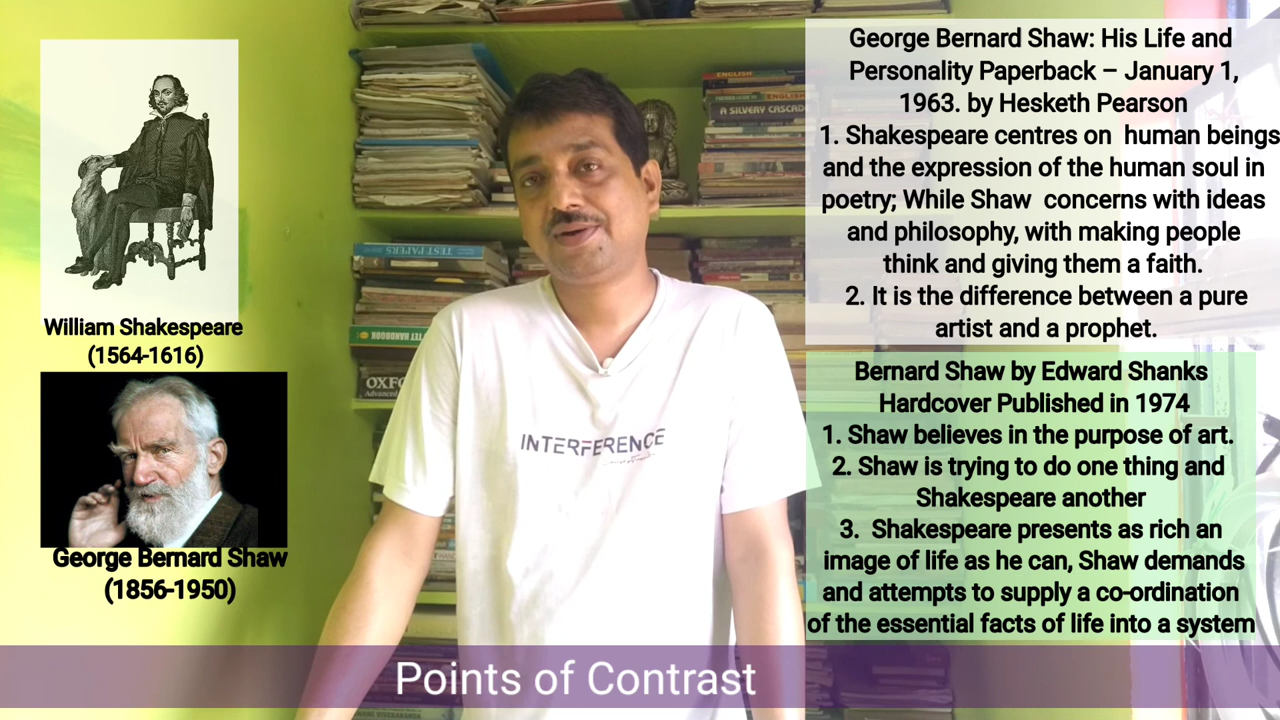 William Shakespeare
(1564-1616)
George Bernard Shaw
(1856-1950)
George Bernard Shaw: His Life and
Personality Paperback – January 1,
1963. by Hesketh Pearson
1. Shakespeare centres on human beings
and the expression of the human soul in
poetry; While Shaw concerns with ideas
and philosophy, with making people
think and giving them a faith.
2. It is the difference between a pure
artist and a prophet.
Bernard Shaw by Edward Shanks
Hardcover Published in 1974
1. Shaw believes in the purpose of art.
2. Shaw is trying to do one thing and
Shakespeare another
3. Shakespeare presents as rich an
image of life as he can, Shaw demands
and attempts to supply a co-ordination
of the essential facts of life into a system
ENGLISH
A SILVERY CASCAD
TEST PAPERS
TET HANDBOOK
OXFO
Advanced
INTERFERENCE
Points of Contrast